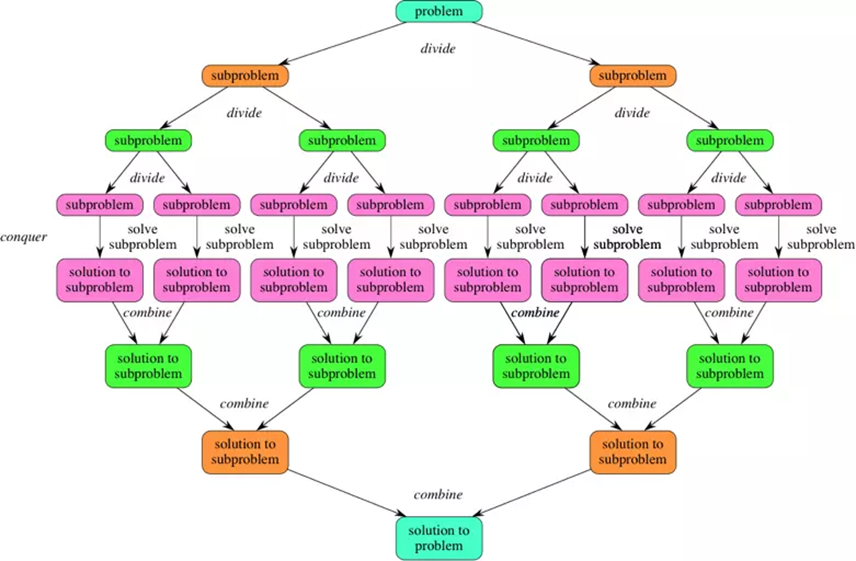 problem
divide
subproblem subproblem
divide divide
subproblem subproblem subproblem subproblem
divide divide divide divide
subproblem subproblem subproblem subproblem subproblem subproblem subproblem subproblem
conquer
solve
subproblem
solve
subproblem
solve
subproblem
solve
subproblem
solve
subproblem
solve
subproblem
solve
subproblem
solve
subproblem
solution to
subproblem
solution to
subproblem
solution to
subproblem
solution to
subproblem
solution to
subproblem
solution to
subproblem
solution to
subproblem
solution to
subproblem
combine combine combine combine
solution to
subproblem
solution to
subproblem
solution to
subproblem
solution to
subproblem
combine combine
solution to
subproblem
solution to
subproblem
combine
solution to
problem